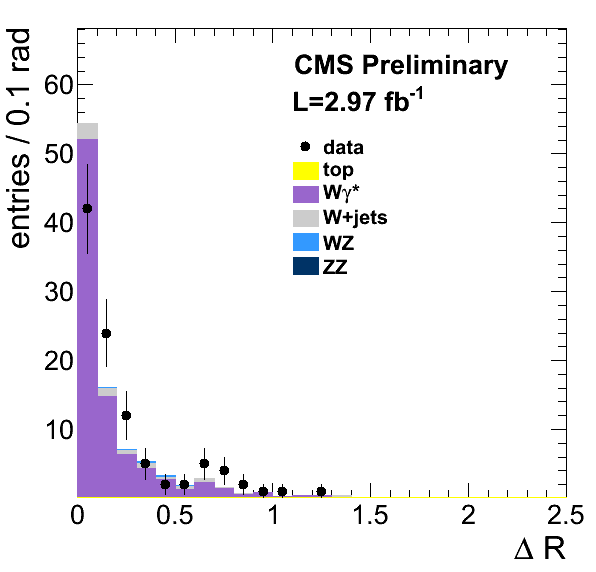 entries / 0.1 rad
60
50
40
30
20
10
CMS Preliminary
L=2.97 fb⁻¹
data
top
Wγ*
W+jets
WZ
ZZ
0 0.5 1 1.5 2 2.5
Δ R